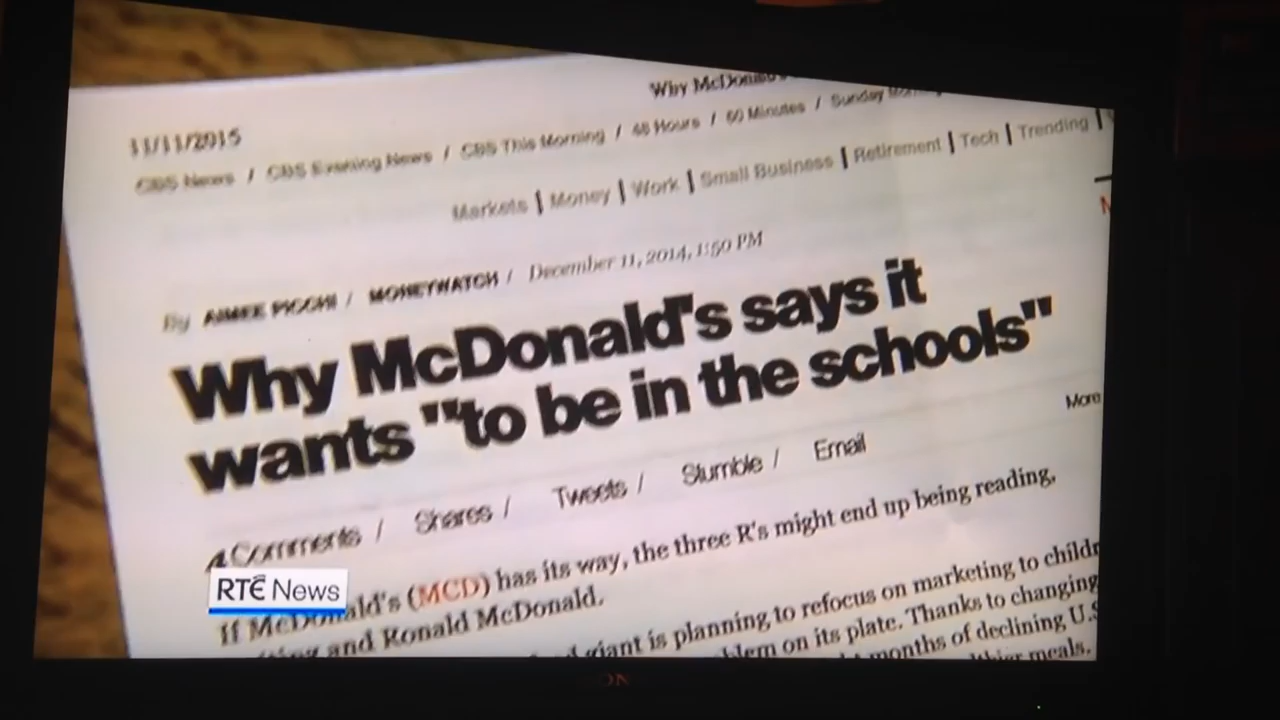 Why McDonald's
11/11/2015
CBS News / CBS Evening News / CBS This Morning / 48 Hours / 60 Minutes / Sunday
Markets | Money | Work | Small Business | Retirement | Tech | Trending |
By AIMEE PICCHI / MONEYWATCH / December 11, 2014, 1:50 PM
Why McDonald's says it
wants "to be in the schools"
More
4 Comments / Shares / Tweets / Stumble / Email
If McDonald's (MCD) has its way, the three R's might end up being reading,
and Ronald McDonald.
giant is planning to refocus on marketing to
on its plate. Thanks to changing
months of declining U.S
meals.
RTÉ News